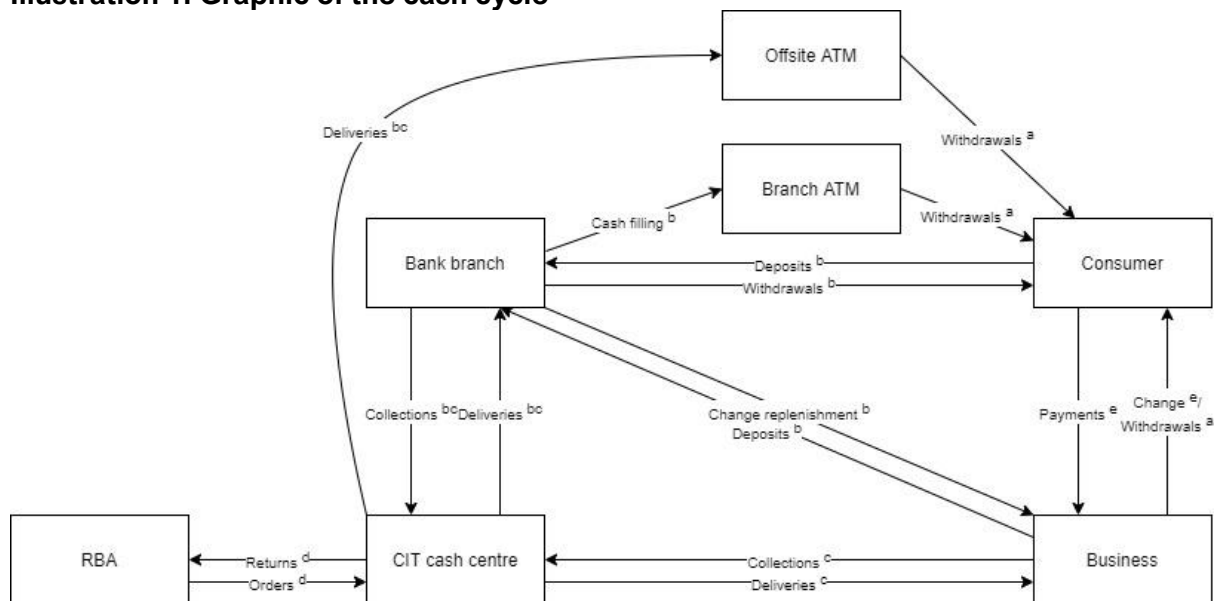 Illustration 1: Graphic of the cash cycle
Offsite ATM
Deliveries bc
Withdrawals a
Branch ATM
Cash filling b
Withdrawals a
Bank branch
Deposits b
Withdrawals b
Consumer
Collections bc
Deliveries bc
Change replenishment b
Deposits b
Payments e
Change e/
Withdrawals a
RBA
Returns d
Orders d
CIT cash centre
Collections c
Deliveries c
Business